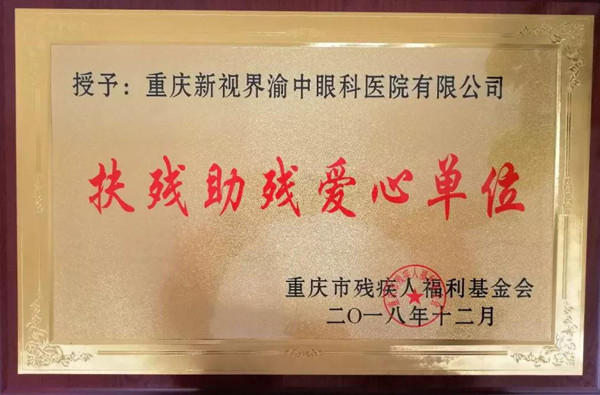 授予：重庆新视界渝中眼科医院有限公司
扶残助残爱心单位
重庆市残疾人福利基金会
二〇一八年十二月